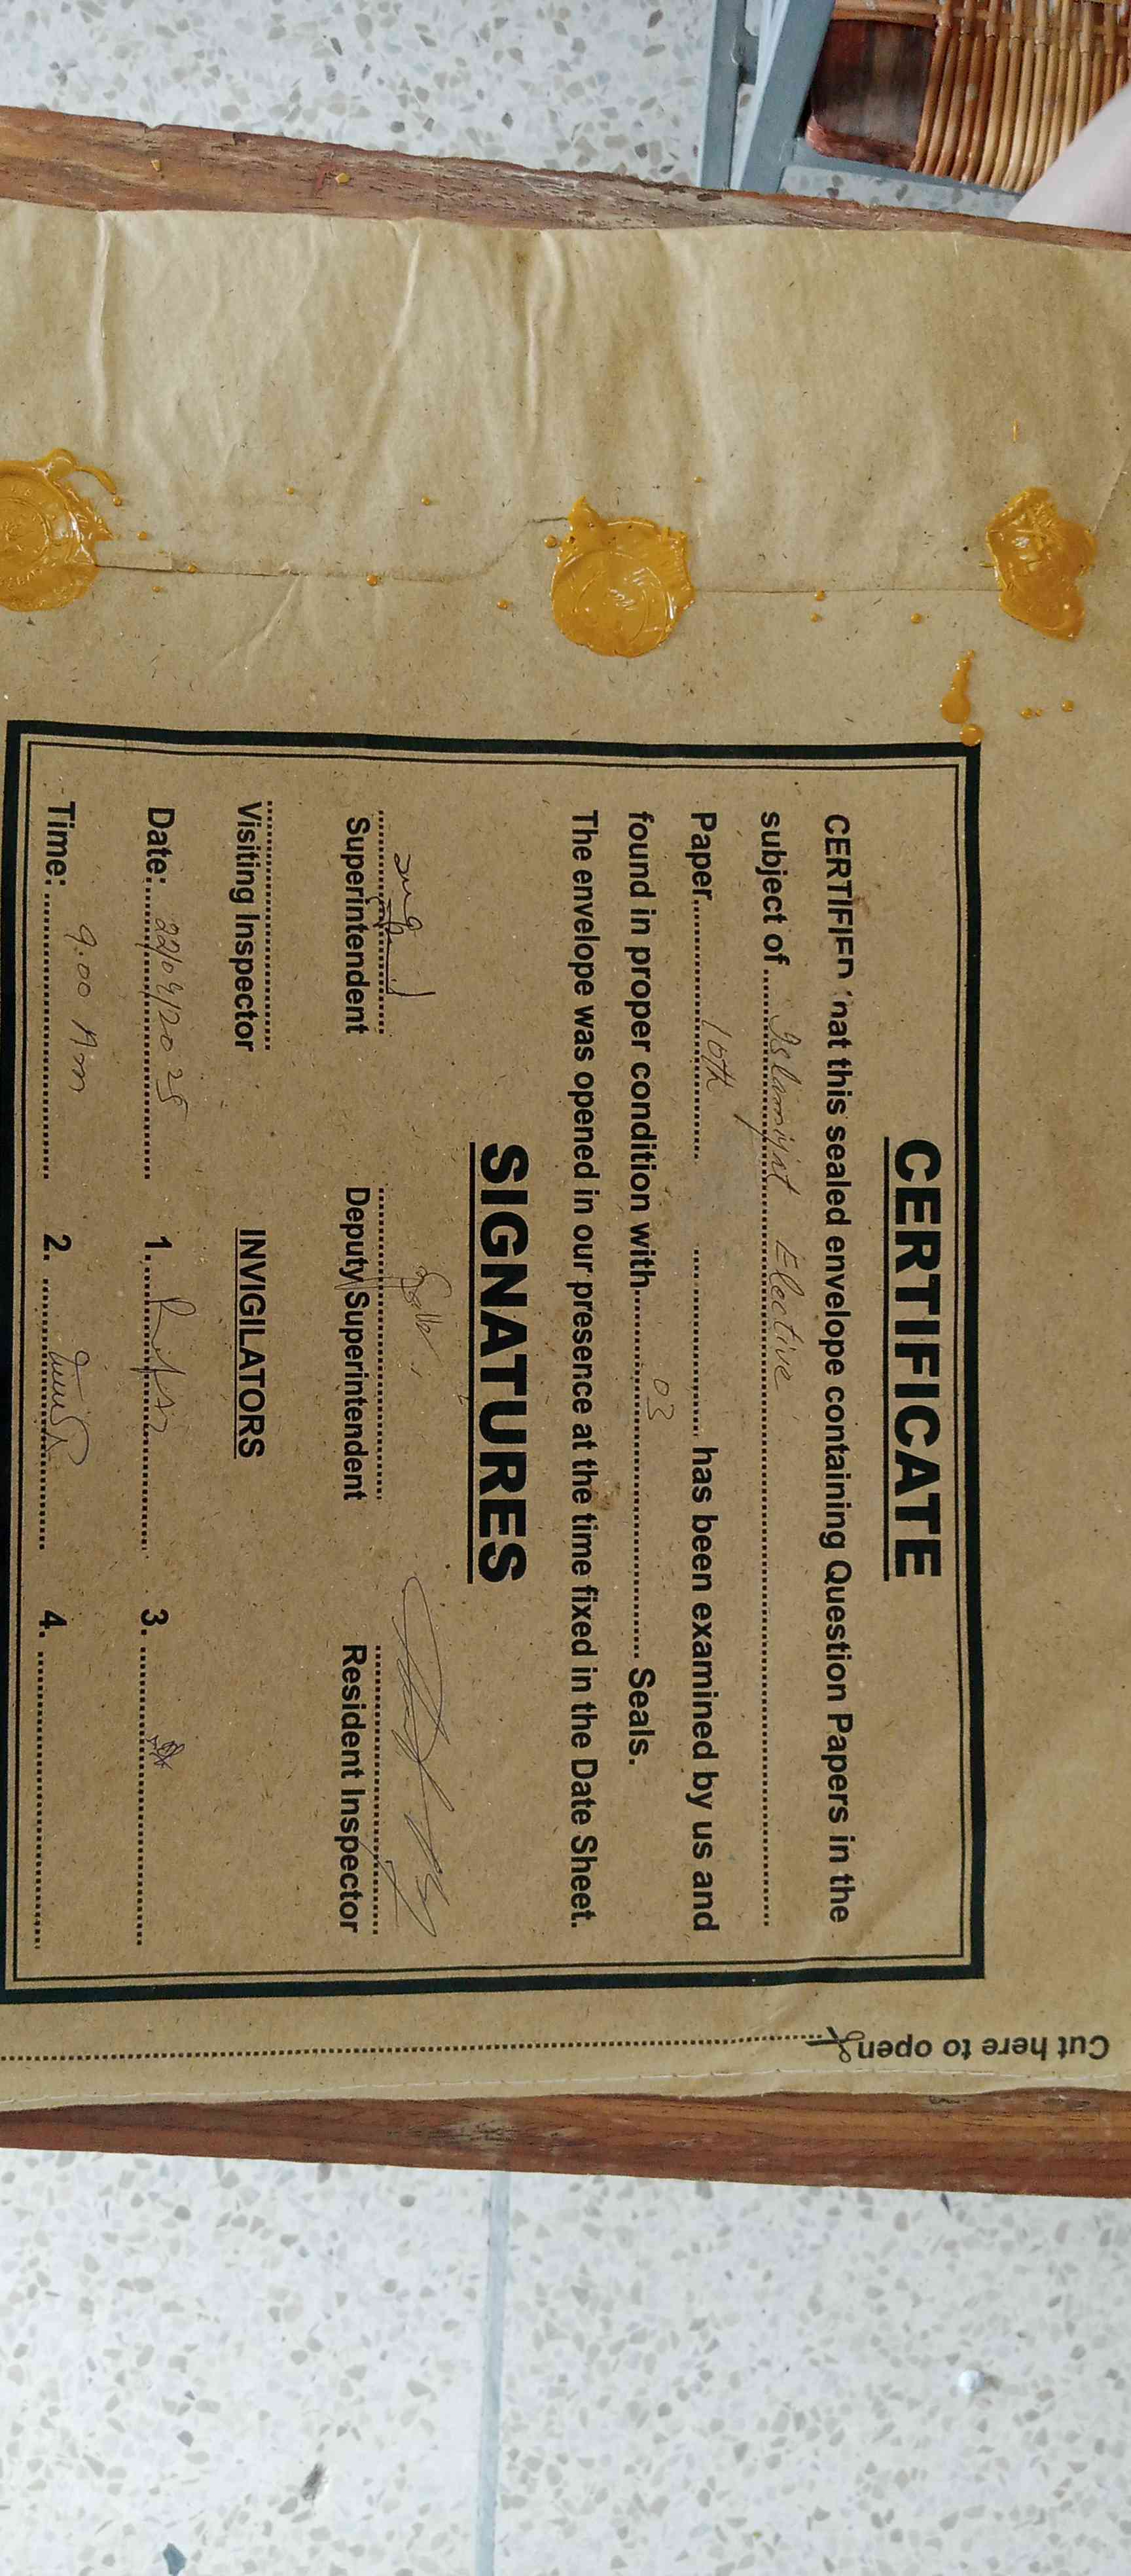 CERTIFICATE
CERTIFIED that this sealed envelope containing Question Papers in the
subject of ..... Islamiyat Elective .....
Paper..... 10th ..... has been examined by us and
found in proper condition with..... 03 ..... Seals.
The envelope was opened in our presence at the time fixed in the Date Sheet.
SIGNATURES
Superintendent Deputy Superintendent Resident Inspector
Visiting Inspector INVIGILATORS
Date: 22/04/2025 1. 3.
Time: 9:00 Am 2. 4.
Cut here to open